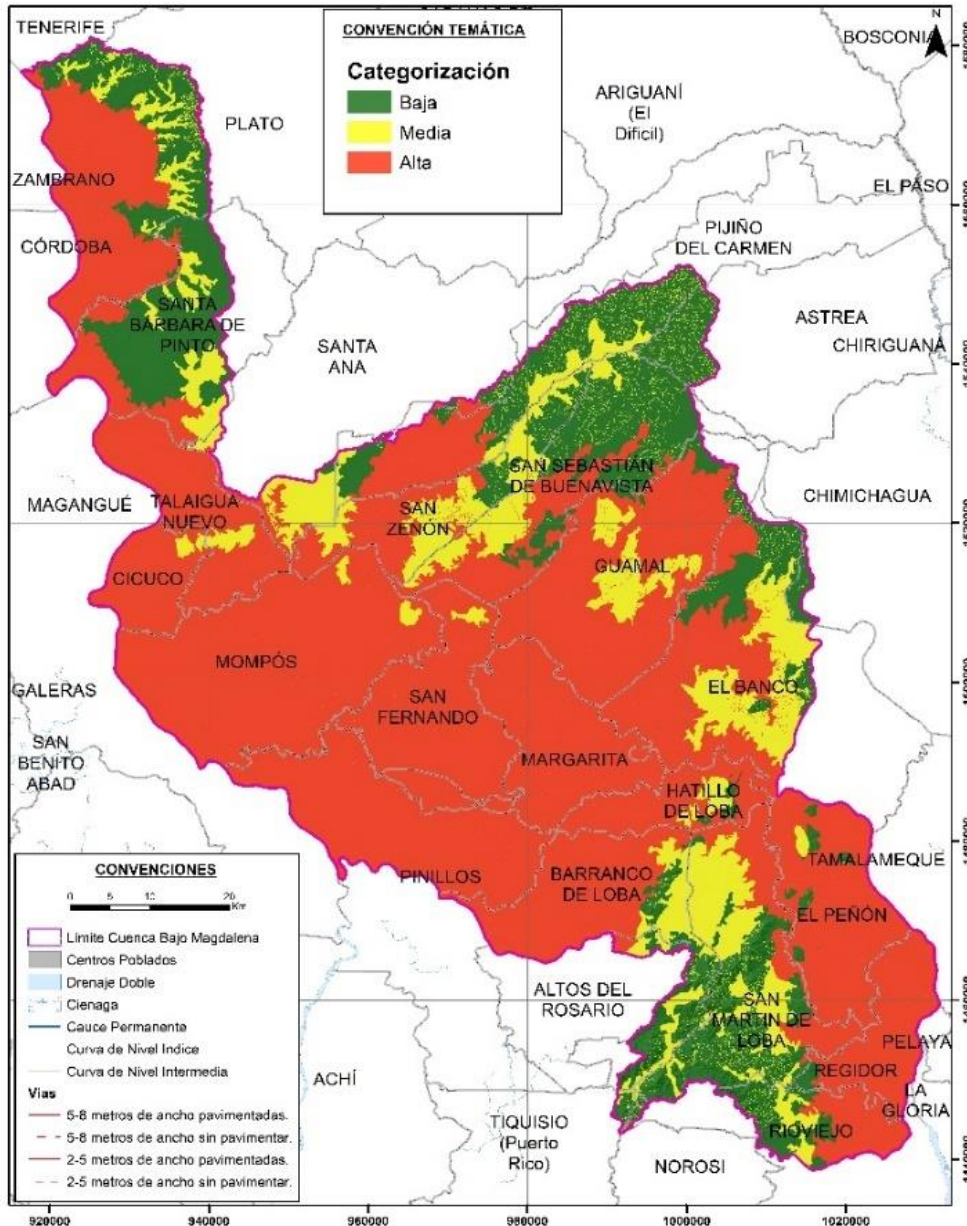 CONVENCIÓN TEMÁTICA
Categorización
Baja
Media
Alta
N
TENERIFE
PLATO
ZAMBRANO
CÓRDOBA
SANTA
BÁRBARA DE
PINTO
SANTA
ANA
BOSCONIA
ARIGUANÍ
(El
Dificil)
EL PASO
PIJIÑO
DEL CARMEN
ASTREA
CHIRIGUANÁ
CHIMICHAGUA
MAGANGUÉ
TALAIGUA
NUEVO
CICUCO
SAN
ZENÓN
SAN SEBASTIÁN
DE BUENAVISTA
GUAMAL
MOMPÓS
GALERAS
SAN
BENITO
ABAD
SAN
FERNANDO
MARGARITA
EL BANCO
HATILLO
DE LOBA
TAMALAMEQUE
PINILLOS
BARRANCO
DE LOBA
EL PEÑÓN
ALTOS DEL
ROSARIO
SAN
MARTIN DE
LOBA
PELAYA
REGIDOR
LA
GLORIA
ACHÍ
TIQUISIO
(Puerto
Rico)
RIOVIEJO
NOROSI
CONVENCIONES
0 5 10 20
Km
Límite Cuenca Bajo Magdalena
Centros Poblados
Drenaje Doble
Cienaga
Cauce Permanente
Curva de Nivel Indice
Curva de Nivel Intermedia
Vias
5-8 metros de ancho pavimentadas.
5-8 metros de ancho sin pavimentar.
2-5 metros de ancho pavimentadas.
2-5 metros de ancho sin pavimentar.
920000 940000 960000 980000 1000000 1020000